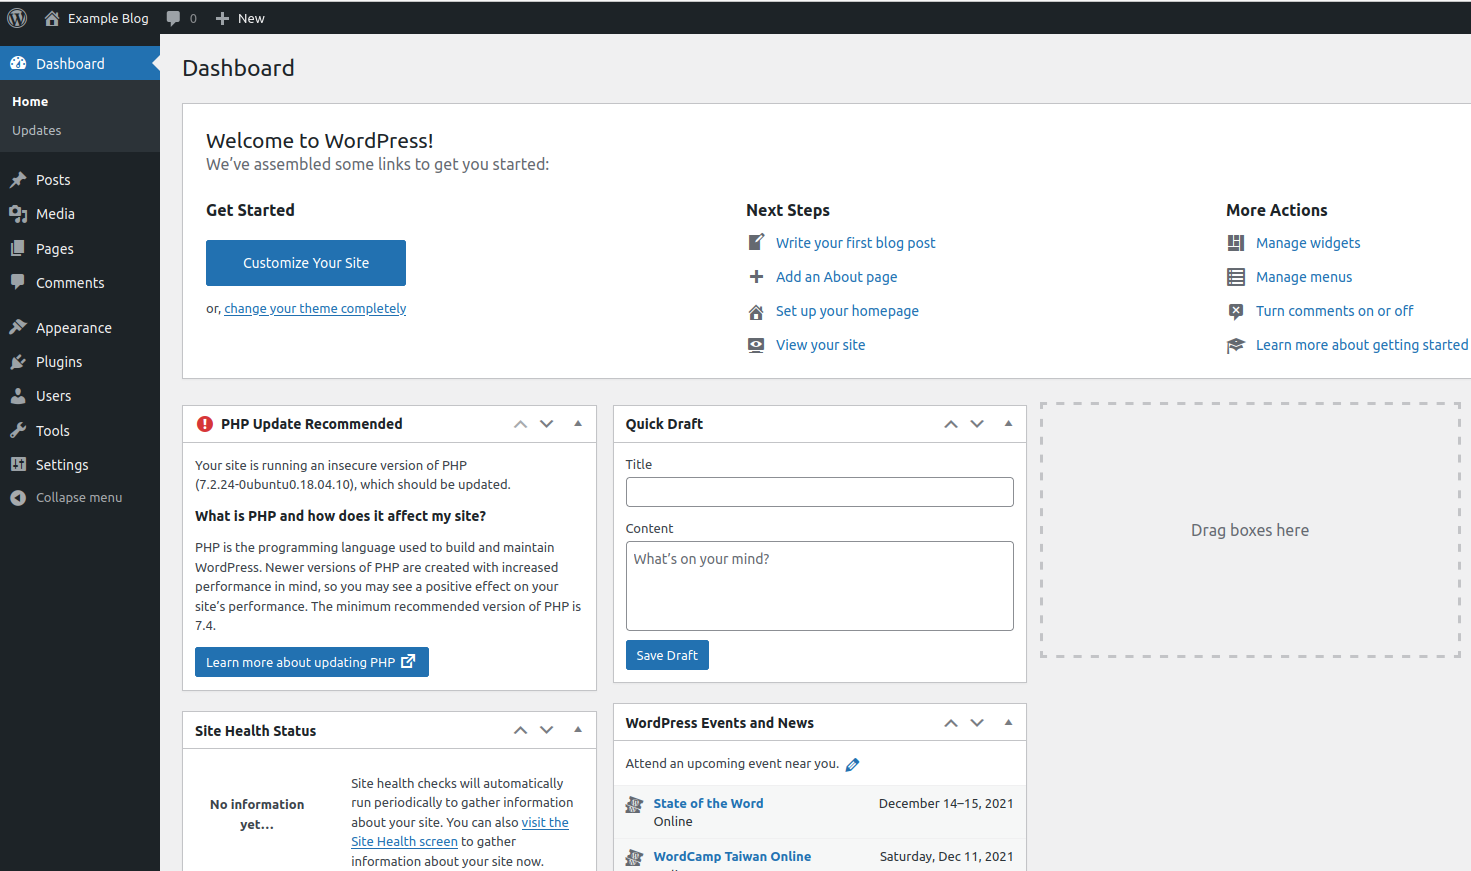 Example Blog 0 New
Dashboard
Home
Updates
Posts
Media
Pages
Comments
Appearance
Plugins
Users
Tools
Settings
Collapse menu
Dashboard
Welcome to WordPress!
We’ve assembled some links to get you started:
Get Started
Customize Your Site
or, change your theme completely
Next Steps
Write your first blog post
Add an About page
Set up your homepage
View your site
More Actions
Manage widgets
Manage menus
Turn comments on or off
Learn more about getting started
PHP Update Recommended
Your site is running an insecure version of PHP
(7.2.24-0ubuntu0.18.04.10), which should be updated.
What is PHP and how does it affect my site?
PHP is the programming language used to build and maintain
WordPress. Newer versions of PHP are created with increased
performance in mind, so you may see a positive effect on your
site’s performance. The minimum recommended version of PHP is
7.4.
Learn more about updating PHP
Site Health Status
No information
yet…
Site health checks will automatically
run periodically to gather information
about your site. You can also visit the
Site Health screen to gather
information about your site now.
Quick Draft
Title
Content
What’s on your mind?
Save Draft
WordPress Events and News
Attend an upcoming event near you.
State of the Word December 14–15, 2021
Online
WordCamp Taiwan Online Saturday, Dec 11, 2021
Drag boxes here